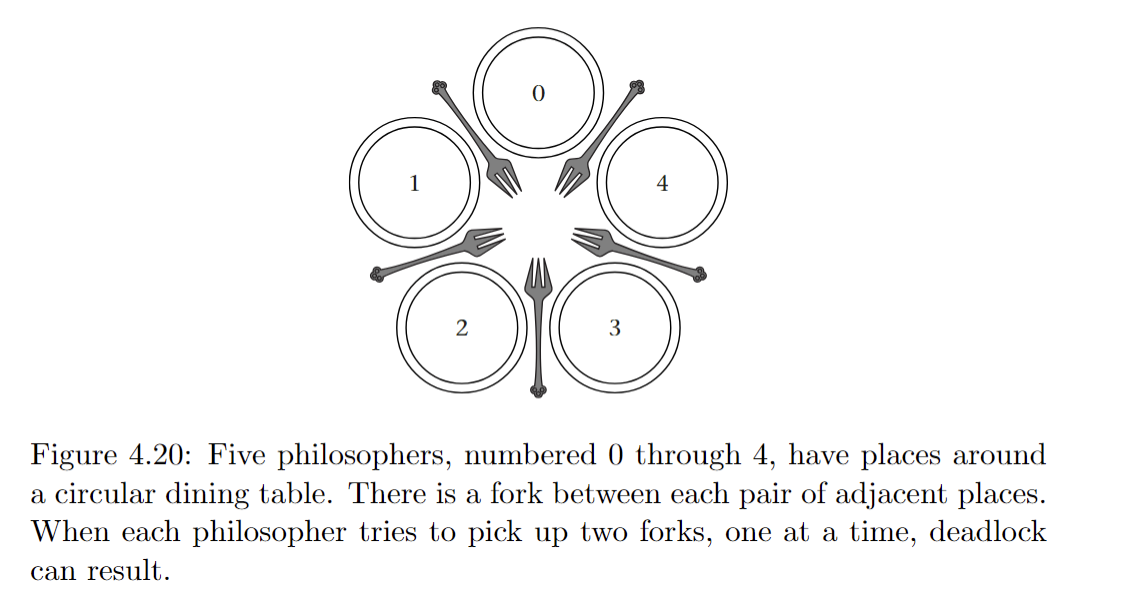 0
1
4
2
3
Figure 4.20: Five philosophers, numbered 0 through 4, have places around
a circular dining table. There is a fork between each pair of adjacent places.
When each philosopher tries to pick up two forks, one at a time, deadlock
can result.